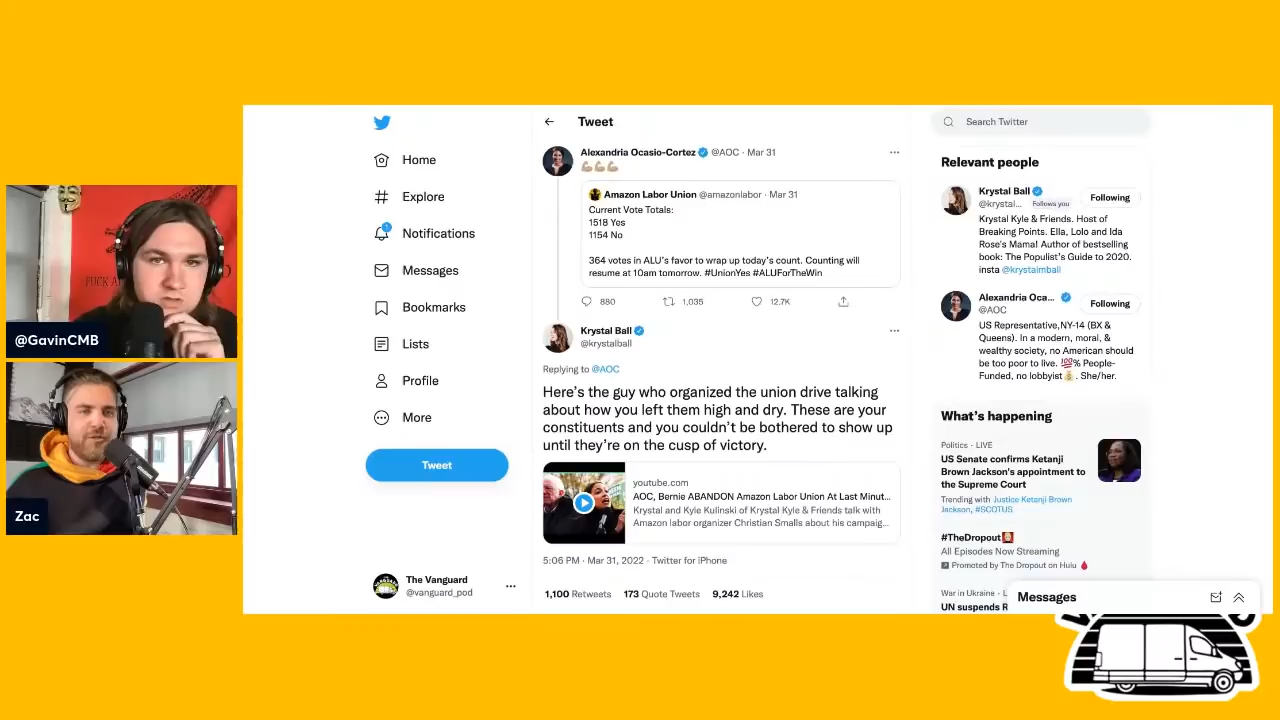 FUCK A
@GavinCMB
Zac
Home
Explore
1
Notifications
Messages
Bookmarks
Lists
Profile
More
Tweet
The Vanguard
@vanguard_pod
Tweet
Alexandria Ocasio-Cortez @AOC · Mar 31
💪🏽💪🏽💪🏽
Amazon Labor Union @amazonlabor · Mar 31
Current Vote Totals:
1518 Yes
1154 No
364 votes in ALU's favor to wrap up today's count. Counting will
resume at 10am tomorrow. #UnionYes #ALUForTheWin
880 1,035 12.7K
Krystal Ball
@krystalball
Replying to @AOC
Here's the guy who organized the union drive talking
about how you left them high and dry. These are your
constituents and you couldn't be bothered to show up
until they're on the cusp of victory.
youtube.com
AOC, Bernie ABANDON Amazon Labor Union At Last Minut...
Krystal and Kyle Kulinski of Krystal Kyle & Friends talk with
Amazon labor organizer Christian Smalls about his campaig...
5:06 PM · Mar 31, 2022 · Twitter for iPhone
1,100 Retweets 173 Quote Tweets 9,242 Likes
Search Twitter
Relevant people
Krystal Ball
@krystal... Follows you
Following
Krystal Kyle & Friends. Host of
Breaking Points. Ella, Lolo and Ida
Rose's Mama! Author of bestselling
book: The Populist's Guide to 2020.
insta @krystalmball
Alexandria Oca...
@AOC
Following
US Representative,NY-14 (BX &
Queens). In a modern, moral, &
wealthy society, no American should
be too poor to live. 💯% People-
Funded, no lobbyist💰. She/her.
What's happening
Politics · LIVE
US Senate confirms Ketanji
Brown Jackson's appointment to
the Supreme Court
Trending with Justice Ketanji Brown
Jackson, #SCOTUS
#TheDropout
All Episodes Now Streaming
Promoted by The Dropout on Hulu 🩸
War in Ukraine · L
UN suspends R
Messages